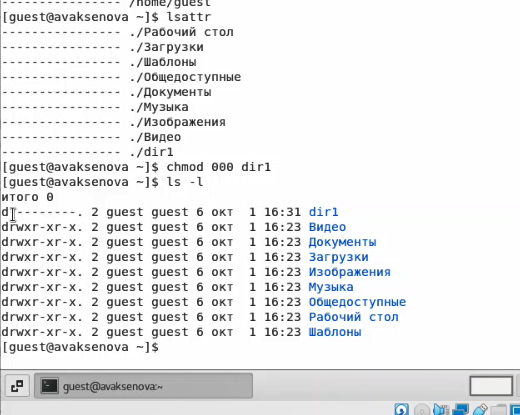 --------------- /home/guest
[guest@avaksenova ~]$ lsattr
--------------- ./Рабочий стол
--------------- ./Загрузки
--------------- ./Шаблоны
--------------- ./Общедоступные
--------------- ./Документы
--------------- ./Музыка
--------------- ./Изображения
--------------- ./Видео
--------------- ./dir1
[guest@avaksenova ~]$ chmod 000 dir1
[guest@avaksenova ~]$ ls -l
итого 0
d---------. 2 guest guest 6 окт  1 16:31 dir1
drwxr-xr-x. 2 guest guest 6 окт  1 16:23 Видео
drwxr-xr-x. 2 guest guest 6 окт  1 16:23 Документы
drwxr-xr-x. 2 guest guest 6 окт  1 16:23 Загрузки
drwxr-xr-x. 2 guest guest 6 окт  1 16:23 Изображения
drwxr-xr-x. 2 guest guest 6 окт  1 16:23 Музыка
drwxr-xr-x. 2 guest guest 6 окт  1 16:23 Общедоступные
drwxr-xr-x. 2 guest guest 6 окт  1 16:23 Рабочий стол
drwxr-xr-x. 2 guest guest 6 окт  1 16:23 Шаблоны
[guest@avaksenova ~]$
guest@avaksenova:~